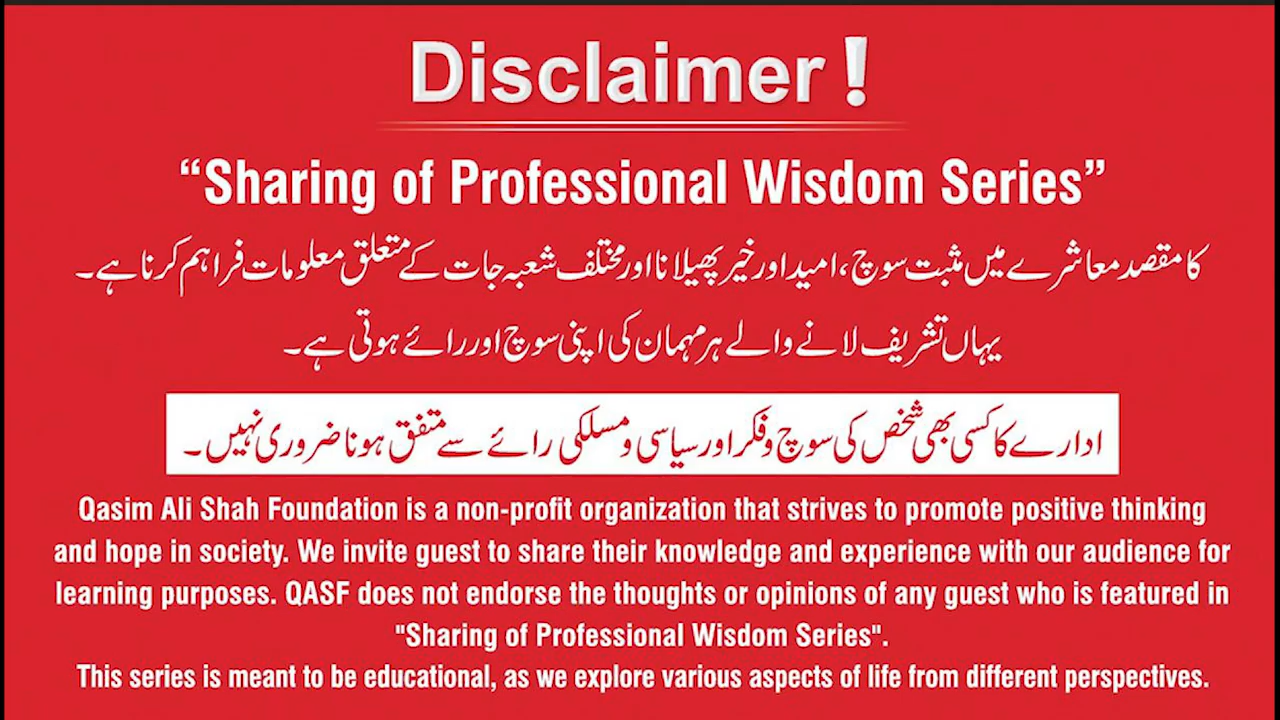 Disclaimer!
“Sharing of Professional Wisdom Series”
کا مقصد معاشرے میں مثبت سوچ، امید اور خیر پھیلانا اور مختلف شعبہ جات کے متعلق معلومات فراہم کرنا ہے۔
یہاں تشریف لانے والے ہر مہمان کی اپنی سوچ اور رائے ہوتی ہے۔
ادارے کا کسی بھی شخص کی سوچ و فکر اور سیاسی و مسلکی رائے سے متفق ہونا ضروری نہیں۔
Qasim Ali Shah Foundation is a non-profit organization that strives to promote positive thinking
and hope in society. We invite guest to share their knowledge and experience with our audience for
learning purposes. QASF does not endorse the thoughts or opinions of any guest who is featured in
"Sharing of Professional Wisdom Series".
This series is meant to be educational, as we explore various aspects of life from different perspectives.